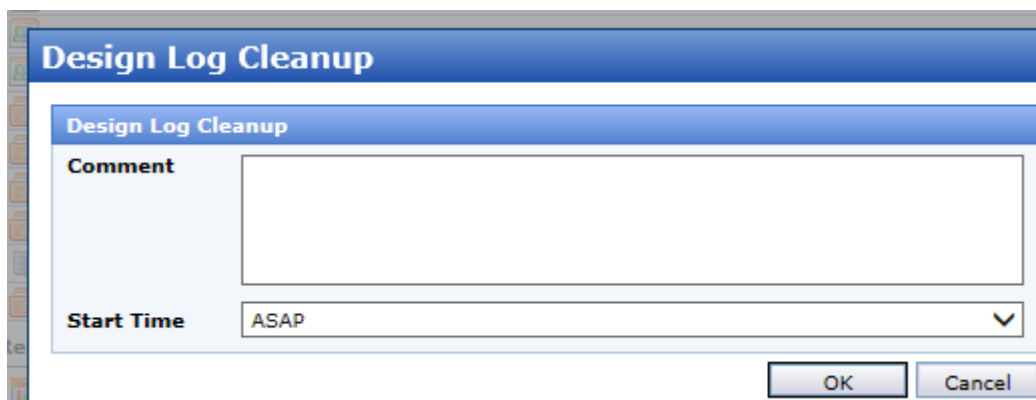 Design Log Cleanup
Design Log Cleanup
Comment
Start Time ASAP
OK Cancel